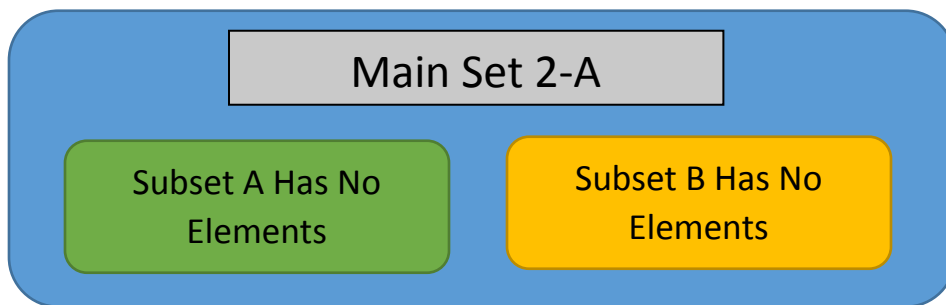 Main Set 2-A
Subset A Has No
Elements
Subset B Has No
Elements